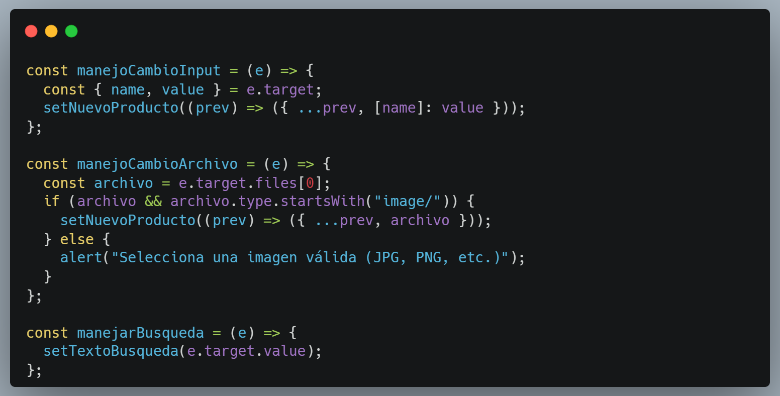 const manejoCambioInput = (e) => {
  const { name, value } = e.target;
  setNuevoProducto((prev) => ({ ...prev, [name]: value }));
};

const manejoCambioArchivo = (e) => {
  const archivo = e.target.files[0];
  if (archivo && archivo.type.startsWith("image/")) {
    setNuevoProducto((prev) => ({ ...prev, archivo }));
  } else {
    alert("Selecciona una imagen válida (JPG, PNG, etc.)");
  }
};

const manejarBusqueda = (e) => {
  setTextoBusqueda(e.target.value);
};